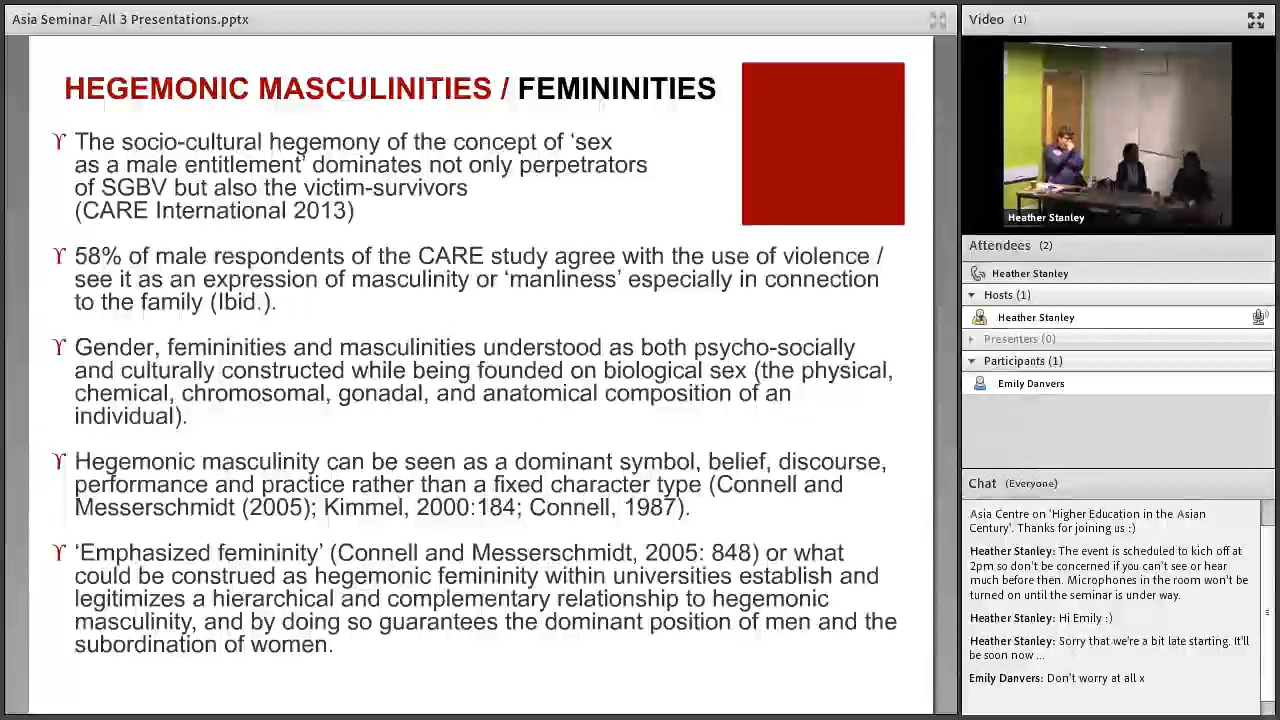 Asia Seminar_All 3 Presentations.pptx
HEGEMONIC MASCULINITIES / FEMININITIES
The socio-cultural hegemony of the concept of ‘sex
as a male entitlement’ dominates not only perpetrators
of SGBV but also the victim-survivors
(CARE International 2013)
58% of male respondents of the CARE study agree with the use of violence /
see it as an expression of masculinity or ‘manliness’ especially in connection
to the family (Ibid.).
Gender, femininities and masculinities understood as both psycho-socially
and culturally constructed while being founded on biological sex (the physical,
chemical, chromosomal, gonadal, and anatomical composition of an
individual).
Hegemonic masculinity can be seen as a dominant symbol, belief, discourse,
performance and practice rather than a fixed character type (Connell and
Messerschmidt (2005); Kimmel, 2000:184; Connell, 1987).
‘Emphasized femininity’ (Connell and Messerschmidt, 2005: 848) or what
could be construed as hegemonic femininity within universities establish and
legitimizes a hierarchical and complementary relationship to hegemonic
masculinity, and by doing so guarantees the dominant position of men and the
subordination of women.
Video (1)
Heather Stanley
Attendees (2)
Heather Stanley
Hosts (1)
Heather Stanley
Presenters (0)
Participants (1)
Emily Danvers
Chat (Everyone)
Asia Centre on 'Higher Education in the Asian
Century'. Thanks for joining us :)
Heather Stanley: The event is scheduled to kick off at
2pm so don't be concerned if you can't see or hear
much before then. Microphones in the room won't be
turned on until the seminar is under way.
Heather Stanley: Hi Emily :)
Heather Stanley: Sorry that we're a bit late starting. It'll
be soon now ...
Emily Danvers: Don't worry at all x